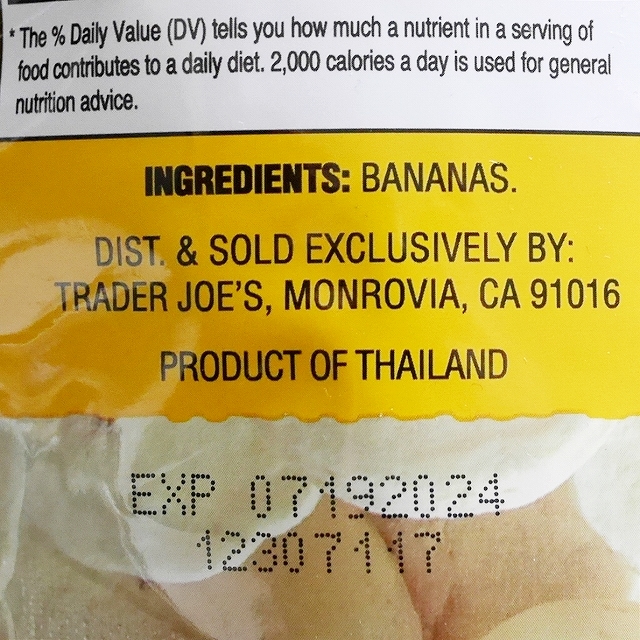 * The % Daily Value (DV) tells you how much a nutrient in a serving of
food contributes to a daily diet. 2,000 calories a day is used for general
nutrition advice.
INGREDIENTS: BANANAS.
DIST. & SOLD EXCLUSIVELY BY:
TRADER JOE'S, MONROVIA, CA 91016
PRODUCT OF THAILAND
EXP 07192024
12307117